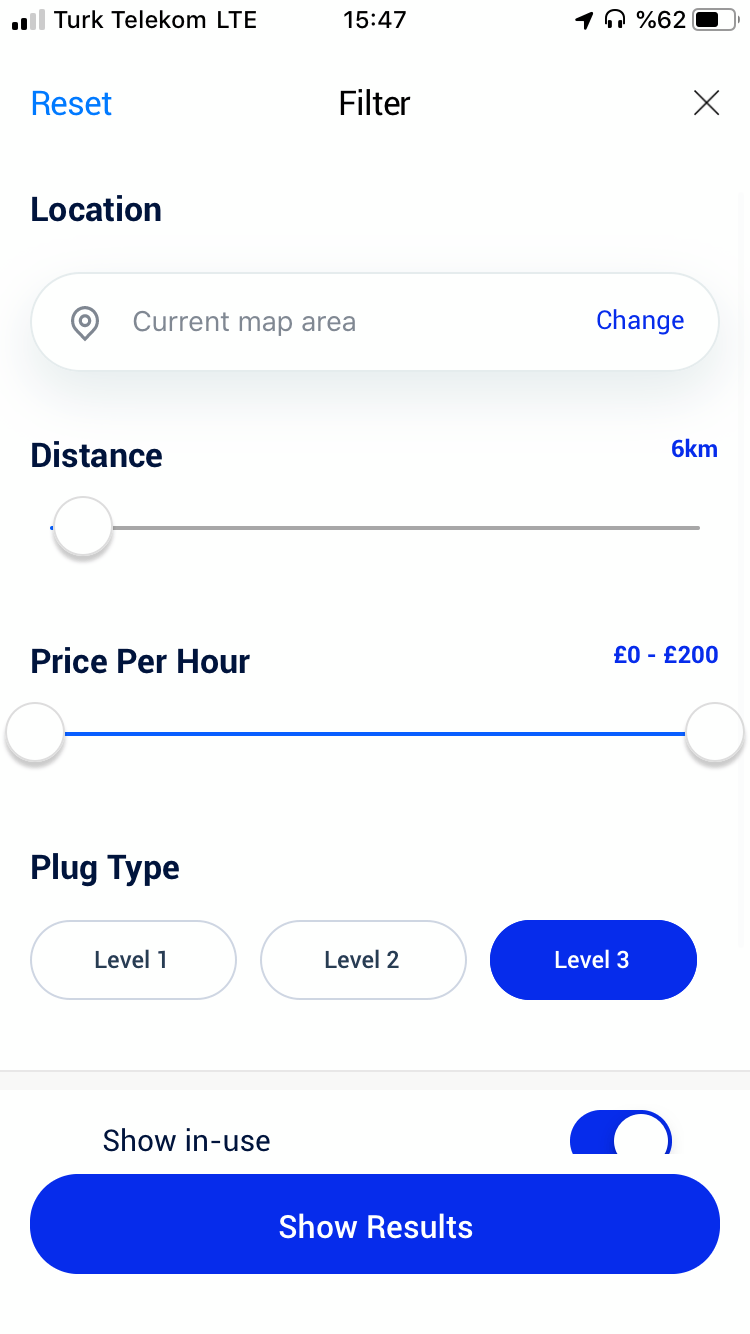 Turk Telekom LTE 15:47 %62
Reset Filter
Location
Current map area Change
Distance 6km
Price Per Hour £0 - £200
Plug Type
Level 1 Level 2 Level 3
Show in-use
Show Results